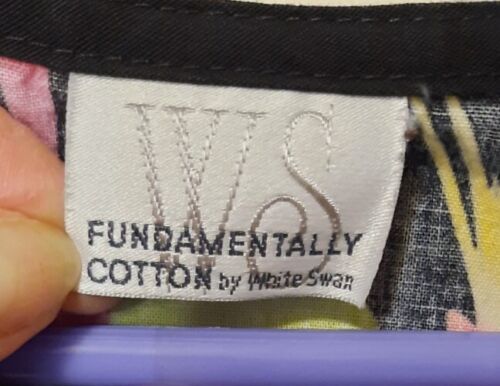 WS
FUNDAMENTALLY
COTTON by White Swan